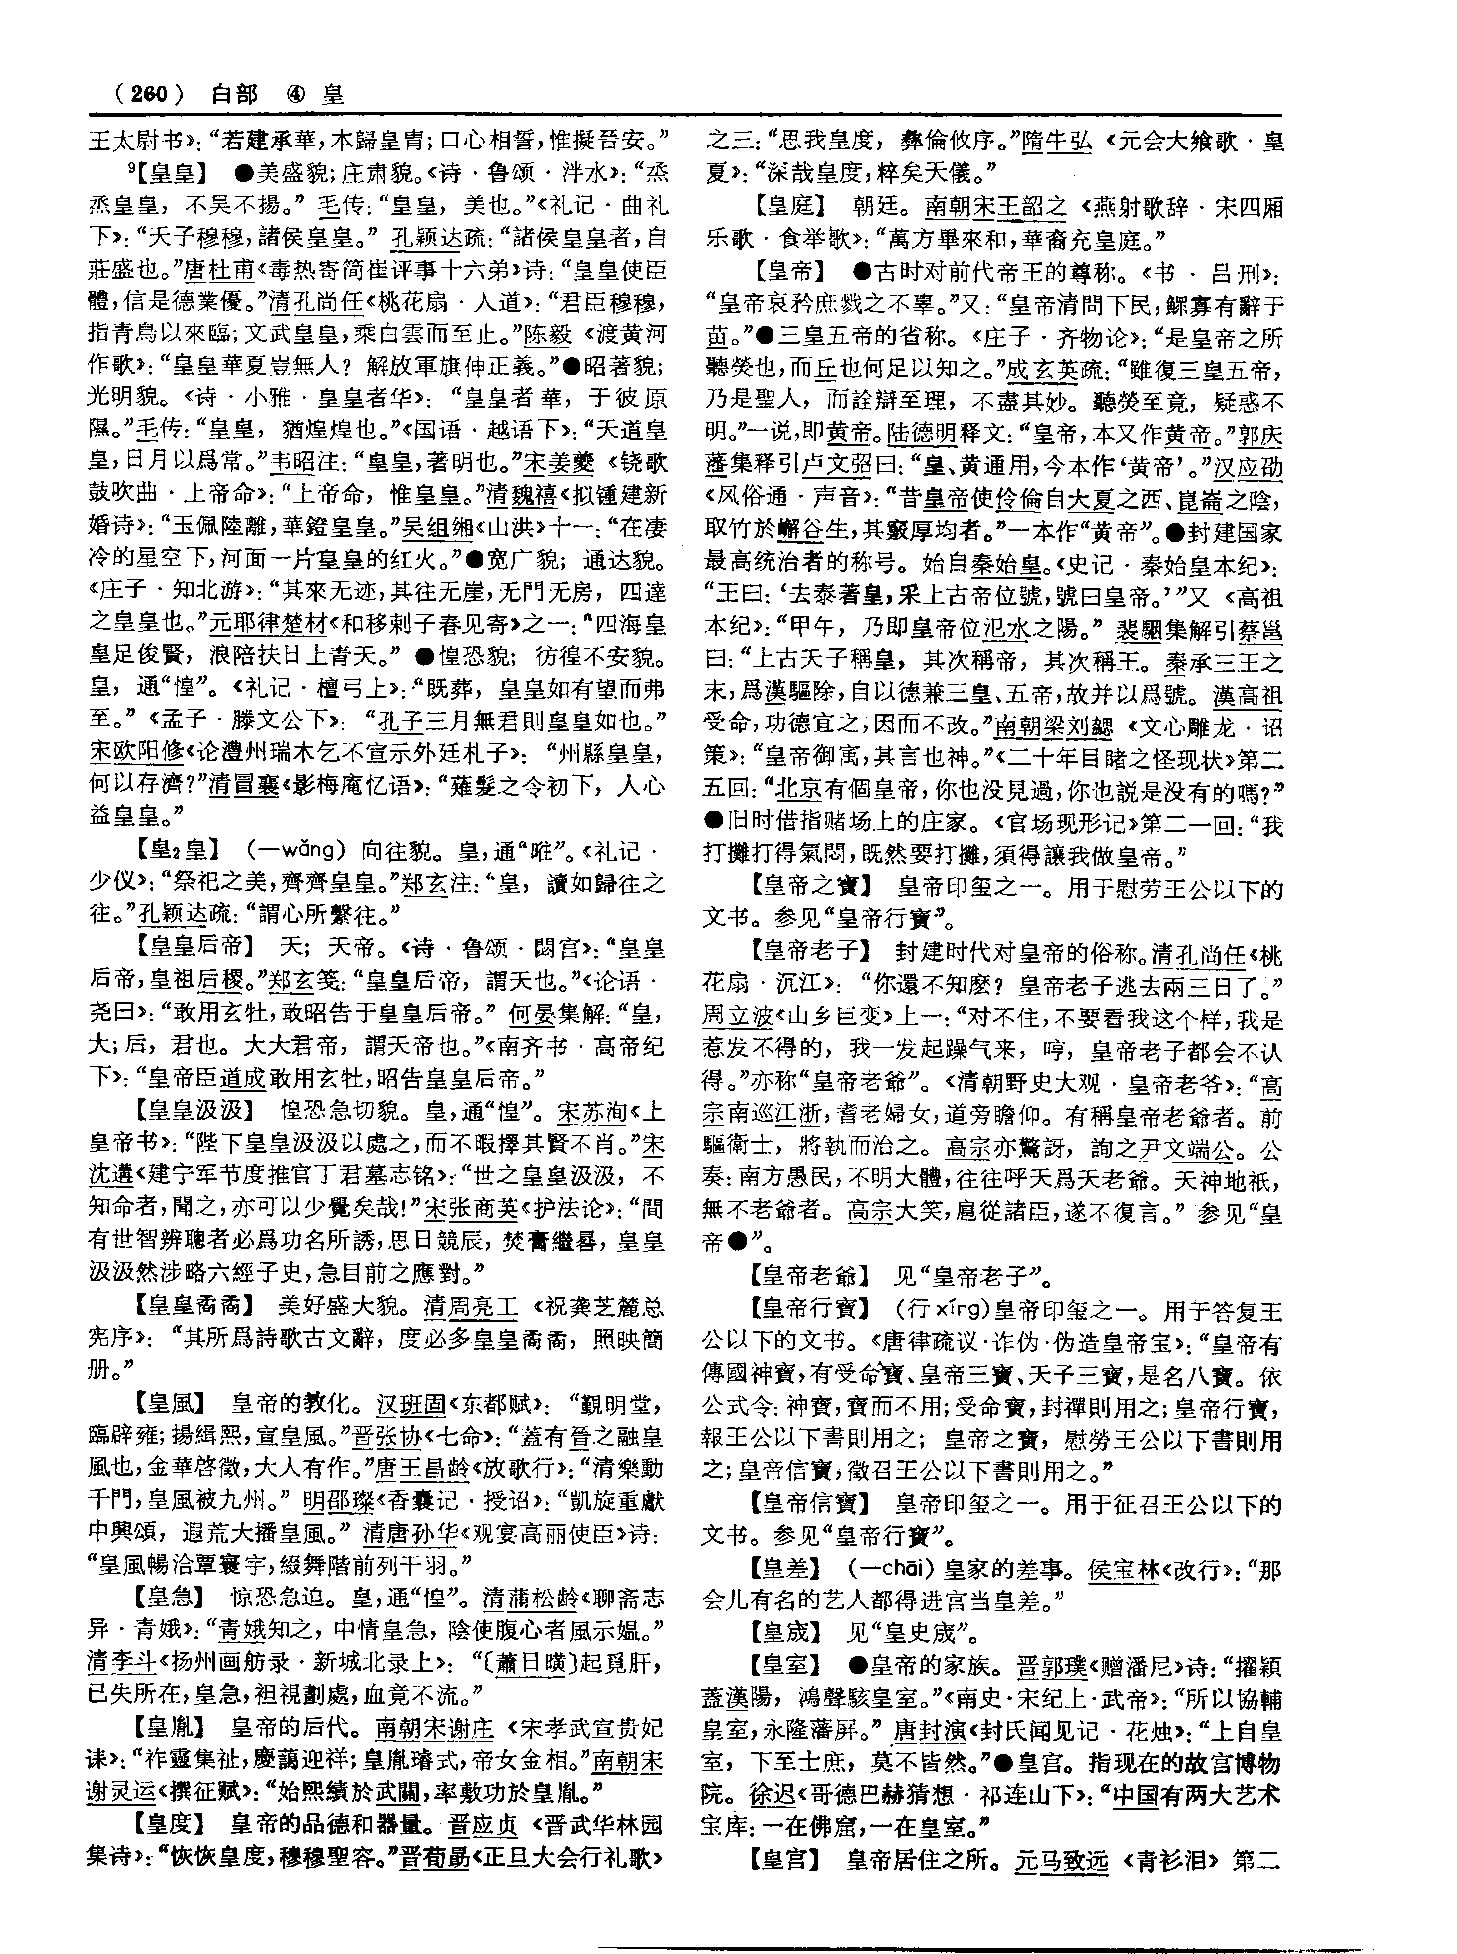 （260） 白部 ④ 皇
王太尉书》：“若建承華，本歸皇胄；口心相誓，惟擬晉安。”
⁹【皇皇】 ●美盛貌；庄肃貌。《诗·鲁颂·泮水》：“烝
烝皇皇，不吴不揚。”毛传：“皇皇，美也。”《礼记·曲礼
下》：“天子穆穆，諸侯皇皇。”孔颖达疏：“諸侯皇皇者，自
莊盛也。”唐杜甫《毒热寄简崔评事十六弟》诗：“皇皇使臣
體，信是德業優。”清孔尚任《桃花扇·入道》：“君臣穆穆，
指青鳥以來臨；文武皇皇，乘白雲而至止。”陈毅《渡黄河
作歌》：“皇皇華夏豈無人？解放軍旗伸正義。”●昭著貌；
光明貌。《诗·小雅·皇皇者华》：“皇皇者華，于彼原
隰。”毛传：“皇皇，猶煌煌也。”《国语·越语下》：“天道皇
皇，日月以爲常。”韦昭注：“皇皇，著明也。”宋姜夔《铙歌
鼓吹曲·上帝命》：“上帝命，惟皇皇。”清魏禧《拟锺建新
婚诗》：“玉佩陸離，華鐙皇皇。”吴组缃《山洪》十一：“在凄
冷的星空下，河面一片皇皇的红火。”●宽广貌；通达貌。
《庄子·知北游》：“其來无迹，其往无崖，无門无房，四達
之皇皇也。”元耶律楚材《和移剌子春见寄》之一：“四海皇
皇足俊賢，浪陪扶日上青天。”●惶恐貌；彷徨不安貌。
皇，通“惶”。《礼记·檀弓上》：“既葬，皇皇如有望而弗
至。”《孟子·滕文公下》：“孔子三月無君則皇皇如也。”
宋欧阳修《论澧州瑞木乞不宣示外廷札子》：“州縣皇皇，
何以存濟？”清冒襄《影梅庵忆语》：“薙髮之令初下，人心
益皇皇。”
【皇₂皇】（—wǎng）向往貌。皇，通“暀”。《礼记·
少仪》：“祭祀之美，齊齊皇皇。”郑玄注：“皇，讀如歸往之
往。”孔颖达疏：“謂心所繫往。”
【皇皇后帝】 天；天帝。《诗·鲁颂·閟宫》：“皇皇
后帝，皇祖后稷。”郑玄笺：“皇皇后帝，謂天也。”《论语·
尧曰》：“敢用玄牡，敢昭告于皇皇后帝。”何晏集解：“皇，
大；后，君也。大大君帝，謂天帝也。”《南齐书·高帝纪
下》：“皇帝臣道成敢用玄牡，昭告皇皇后帝。”
【皇皇汲汲】 惶恐急切貌。皇，通“惶”。宋苏洵《上
皇帝书》：“陛下皇皇汲汲以處之，而不暇擇其賢不肖。”宋
沈遘《建宁军节度推官丁君墓志铭》：“世之皇皇汲汲，不
知命者，聞之，亦可以少覺矣哉！”宋张商英《护法论》：“間
有世智辨聰者必爲功名所誘，思日競辰，焚膏繼晷，皇皇
汲汲然涉略六經子史，急目前之應對。”
【皇皇矞矞】 美好盛大貌。清周亮工《祝龚芝麓总
宪序》：“其所爲詩歌古文辭，度必多皇皇矞矞，照映簡
册。”
【皇風】 皇帝的教化。汉班固《东都赋》：“覲明堂，
臨辟雍；揚緝熙，宣皇風。”晋张协《七命》：“蓋有晉之融皇
風也，金華啓徵，大人有作。”唐王昌龄《放歌行》：“清樂動
千門，皇風被九州。”明邵璨《香囊记·授诏》：“凱旋重獻
中興頌，遐荒大播皇風。”清唐孙华《观宴高丽使臣》诗：
“皇風暢洽覃寰宇，綴舞階前列干羽。”
【皇急】 惊恐急迫。皇，通“惶”。清蒲松龄《聊斋志
异·青娥》：“青娥知之，中情皇急，陰使腹心者風示媪。”
清李斗《扬州画舫录·新城北录上》：“〔蕭日暎〕起覓肝，
已失所在，皇急，袒視劃處，血竟不流。”
【皇胤】 皇帝的后代。南朝宋谢庄《宋孝武宣贵妃
诔》：“祚靈集祉，慶藹迎祥；皇胤璿式，帝女金相。”南朝宋
谢灵运《撰征赋》：“始熙績於武關，率敷功於皇胤。”
【皇度】 皇帝的品德和器量。晋应贞《晋武华林园
集诗》：“恢恢皇度，穆穆聖容。”晋荀勗《正旦大会行礼歌》
之三：“思我皇度，彝倫攸序。”隋牛弘《元会大飨歌·皇
夏》：“深哉皇度，粹矣天儀。”
【皇庭】 朝廷。南朝宋王韶之《燕射歌辞·宋四厢
乐歌·食举歌》：“萬方畢來和，華裔充皇庭。”
【皇帝】 ●古时对前代帝王的尊称。《书·吕刑》：
“皇帝哀矜庶戮之不辜。”又：“皇帝清問下民，鰥寡有辭于
苗。”●三皇五帝的省称。《庄子·齐物论》：“是皇帝之所
聽熒也，而丘也何足以知之。”成玄英疏：“雖復三皇五帝，
乃是聖人，而詮辯至理，不盡其妙。聽熒至竟，疑惑不
明。”一说，即黄帝。陆德明释文：“皇帝，本又作黄帝。”郭庆
藩集释引卢文弨曰：“皇、黄通用，今本作‘黄帝’。”汉应劭
《风俗通·声音》：“昔皇帝使伶倫自大夏之西、崑崙之陰，
取竹於嶰谷生，其竅厚均者。”一本作“黄帝”。●封建国家
最高统治者的称号。始自秦始皇。《史记·秦始皇本纪》：
“王曰：‘去泰著皇，采上古帝位號，號曰皇帝。’”又《高祖
本纪》：“甲午，乃即皇帝位氾水之陽。”裴駰集解引蔡邕
曰：“上古天子稱皇，其次稱帝，其次稱王。秦承三王之
末，爲漢驅除，自以德兼三皇、五帝，故并以爲號。漢高祖
受命，功德宜之，因而不改。”南朝梁刘勰《文心雕龙·诏
策》：“皇帝御寓，其言也神。”《二十年目睹之怪现状》第二
五回：“北京有個皇帝，你也没見過，你也説是没有的嗎？”
●旧时借指赌场上的庄家。《官场现形记》第二一回：“我
打攤打得氣悶，既然要打攤，須得讓我做皇帝。”
【皇帝之寶】 皇帝印玺之一。用于慰劳王公以下的
文书。参见“皇帝行寶”。
【皇帝老子】 封建时代对皇帝的俗称。清孔尚任《桃
花扇·沉江》：“你還不知麽？皇帝老子逃去兩三日了。”
周立波《山乡巨变》上一：“对不住，不要看我这个样，我是
惹发不得的，我一发起躁气来，哼，皇帝老子都会不认
得。”亦称“皇帝老爺”。《清朝野史大观·皇帝老爷》：“高
宗南巡江浙，耆老婦女，道旁瞻仰。有稱皇帝老爺者。前
驅衛士，將執而治之。高宗亦驚訝，詢之尹文端公。公
奏：南方愚民，不明大體，往往呼天爲天老爺。天神地祇，
無不老爺者。高宗大笑，扈從諸臣，遂不復言。”参见“皇
帝●”。
【皇帝老爺】 见“皇帝老子”。
【皇帝行寶】（行xíng）皇帝印玺之一。用于答复王
公以下的文书。《唐律疏议·诈伪·伪造皇帝宝》：“皇帝有
傳國神寶，有受命寶、皇帝三寶、天子三寶，是名八寶。依
公式令：神寶，寶而不用；受命寶，封禪則用之；皇帝行寶，
報王公以下書則用之；皇帝之寶，慰勞王公以下書則用
之；皇帝信寶，徵召王公以下書則用之。”
【皇帝信寶】 皇帝印玺之一。用于征召王公以下的
文书。参见“皇帝行寶”。
【皇差】（—chāi）皇家的差事。侯宝林《改行》：“那
会儿有名的艺人都得进宫当皇差。”
【皇宬】 见“皇史宬”。
【皇室】 ●皇帝的家族。晋郭璞《赠潘尼》诗：“擢穎
蓋漢陽，鴻聲駭皇室。”《南史·宋纪上·武帝》：“所以協輔
皇室，永隆藩屏。”唐封演《封氏闻见记·花烛》：“上自皇
室，下至士庶，莫不皆然。”●皇宫。指现在的故宫博物
院。徐迟《哥德巴赫猜想·祁连山下》：“中国有两大艺术
宝库：一在佛窟，一在皇室。”
【皇宫】 皇帝居住之所。元马致远《青衫泪》第二